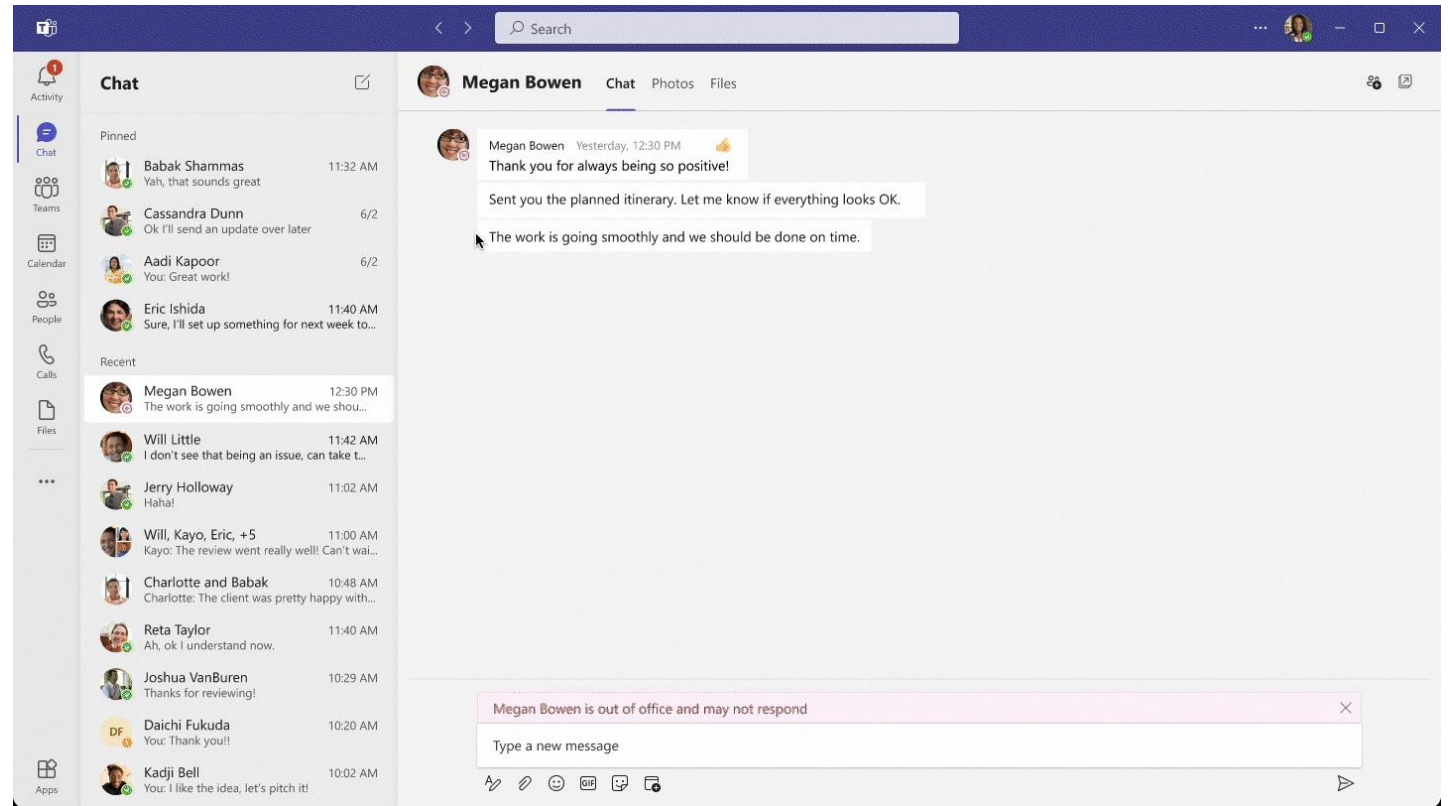 Search
Activity
Chat
Teams
Calendar
People
Calls
Files
Apps
Chat
Pinned
Babak Shammas 11:32 AM
Yah, that sounds great
Cassandra Dunn 6/2
Ok I'll send an update over later
Aadi Kapoor 6/2
You: Great work!
Eric Ishida 11:40 AM
Sure, I'll set up something for next week to...
Recent
Megan Bowen 12:30 PM
The work is going smoothly and we shou...
Will Little 11:42 AM
I don't see that being an issue, can take t...
Jerry Holloway 11:02 AM
Haha!
Will, Kayo, Eric, +5 11:00 AM
Kayo: The review went really well! Can't wai...
Charlotte and Babak 10:48 AM
Charlotte: The client was pretty happy with...
Reta Taylor 11:40 AM
Ah, ok I understand now.
Joshua VanBuren 10:29 AM
Thanks for reviewing!
DF
Daichi Fukuda 10:20 AM
You: Thank you!!
Kadji Bell 10:02 AM
You: I like the idea, let's pitch it!
Megan Bowen Chat Photos Files
Megan Bowen Yesterday, 12:30 PM
Thank you for always being so positive!
Sent you the planned itinerary. Let me know if everything looks OK.
The work is going smoothly and we should be done on time.
Megan Bowen is out of office and may not respond
Type a new message
GIF
1